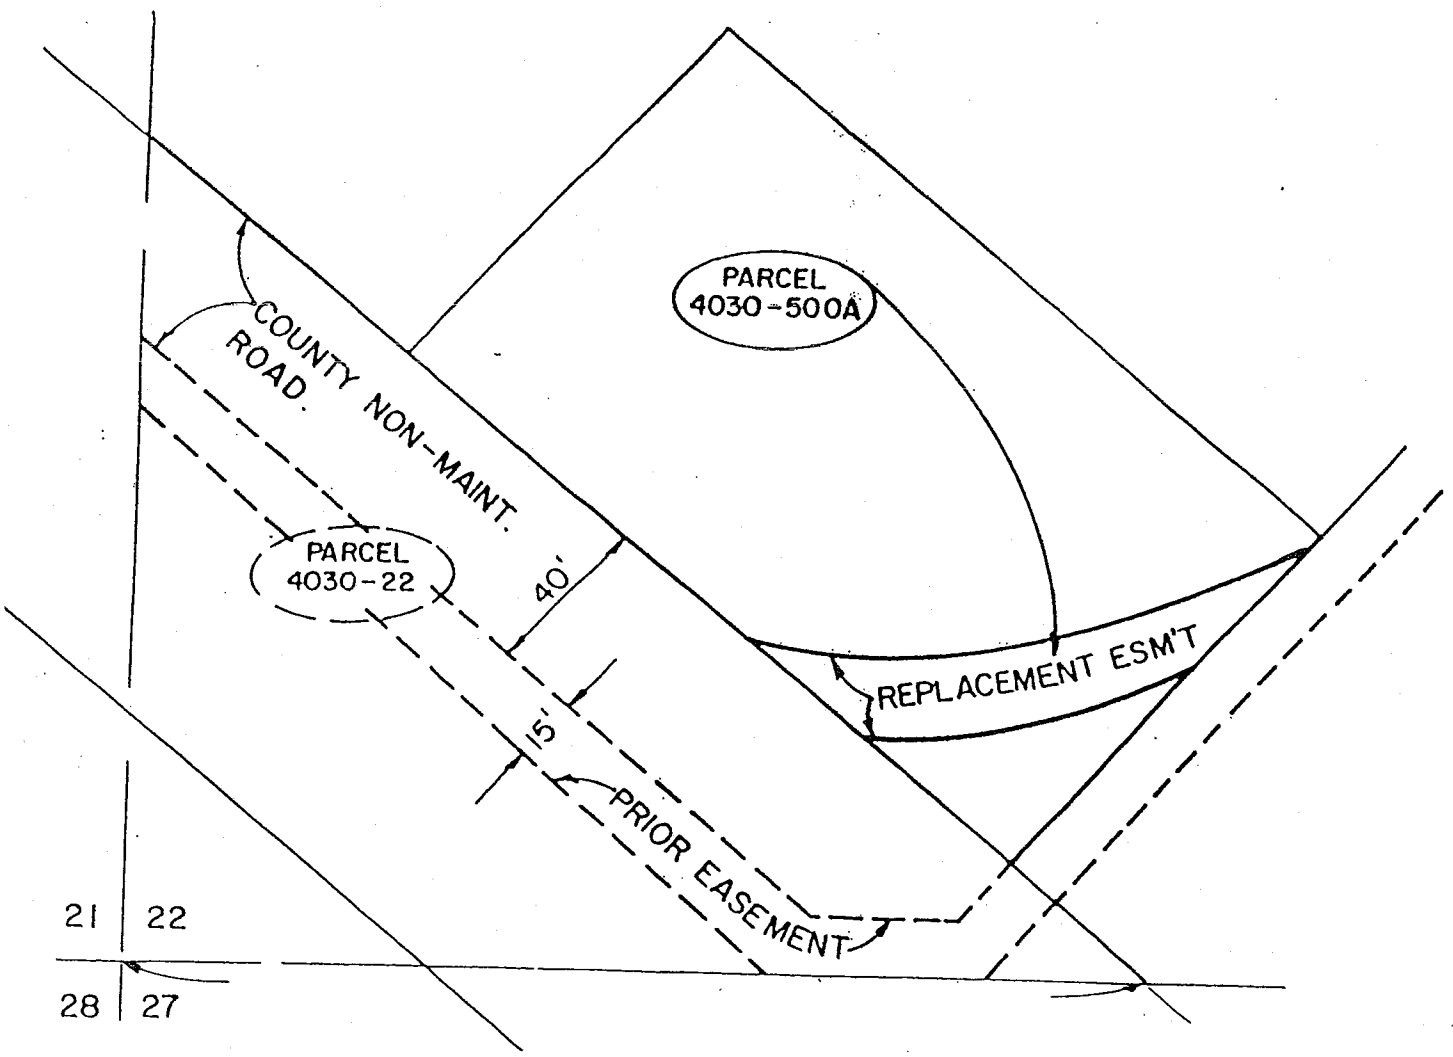 PARCEL
4030-500A
COUNTY NON-MAINT.
ROAD.
PARCEL
4030-22
40'
15'
REPLACEMENT ESM'T
PRIOR EASEMENT
21 22
28 27